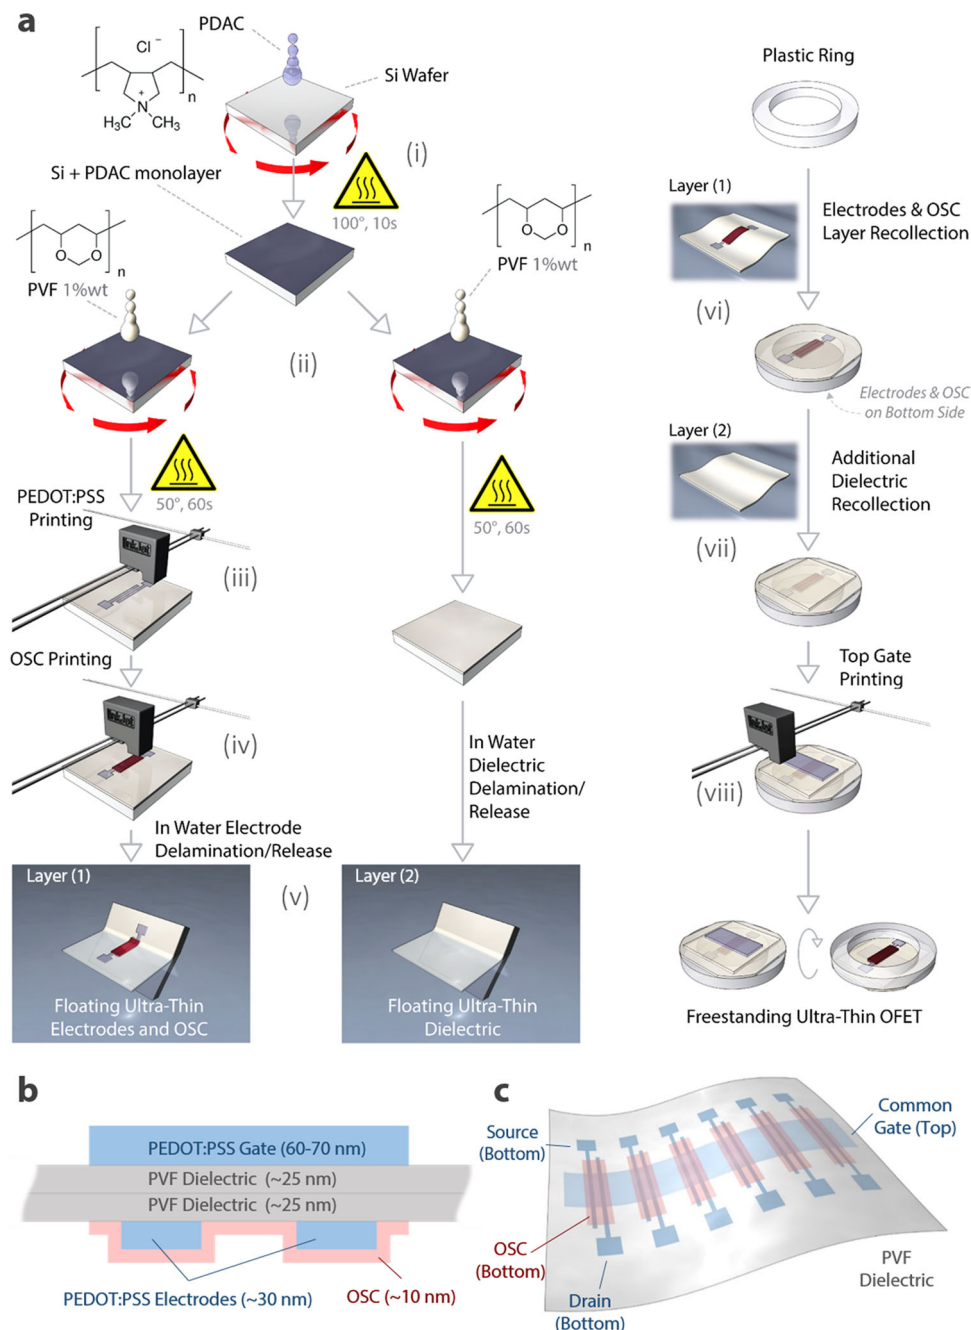 a
PDAC
Cl −
n
N
+
H₃C
CH₃
Si Wafer
(i)
Si + PDAC monolayer
100°, 10s
O
O
n
PVF 1%wt
O
O
n
PVF 1%wt
(ii)
50°, 60s
50°, 60s
PEDOT:PSS
Printing
InkJet
(iii)
OSC Printing
InkJet
(iv)
In Water Electrode
Delamination/Release
In Water
Dielectric
Delamination/
Release
(v)
Layer (1)
Floating Ultra-Thin
Electrodes and OSC
Layer (2)
Floating Ultra-Thin
Dielectric
Plastic Ring
Layer (1)
Electrodes & OSC
Layer Recollection
(vi)
Electrodes & OSC
on Bottom Side
Layer (2)
Additional
Dielectric
Recollection
(vii)
Top Gate
Printing
InkJet
(viii)
Freestanding Ultra-Thin OFET
b
PEDOT:PSS Gate (60-70 nm)
PVF Dielectric (~25 nm)
PVF Dielectric (~25 nm)
PEDOT:PSS Electrodes (~30 nm)
OSC (~10 nm)
c
Source
(Bottom)
Common
Gate (Top)
OSC
(Bottom)
Drain
(Bottom)
PVF
Dielectric